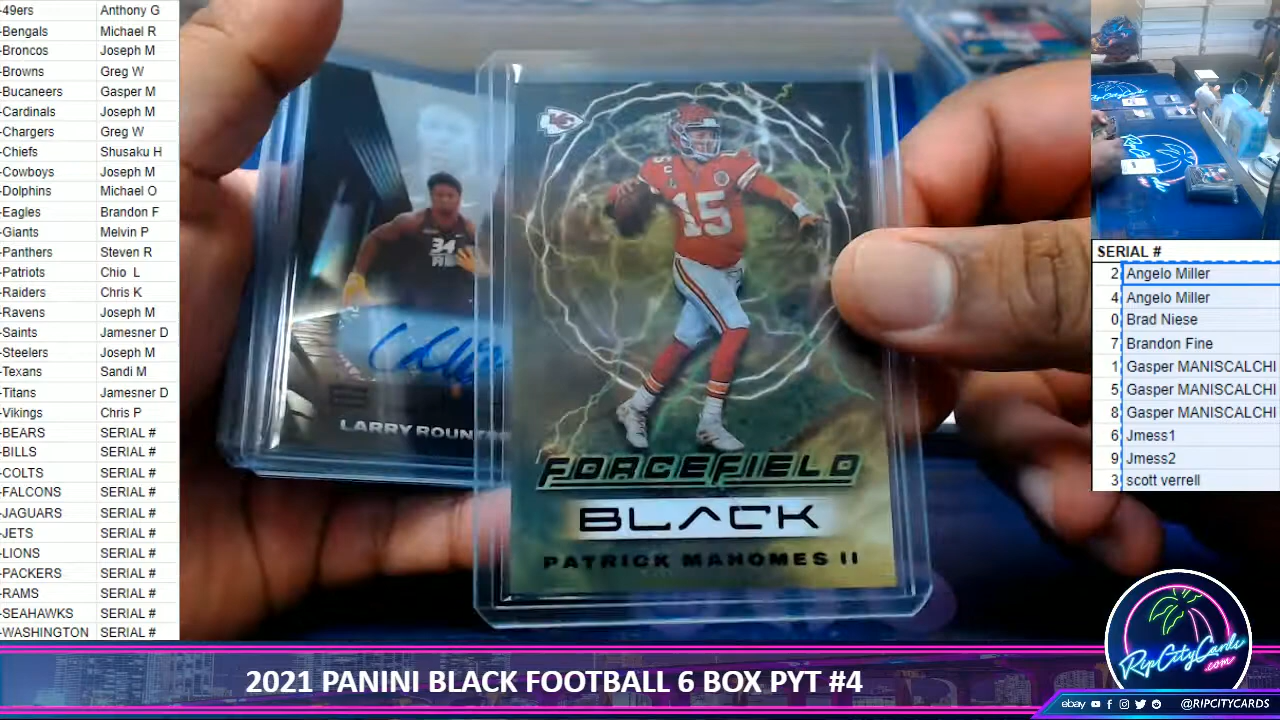 -49ers Anthony G
-Bengals Michael R
-Broncos Joseph M
-Browns Greg W
-Bucaneers Gasper M
-Cardinals Joseph M
-Chargers Greg W
-Chiefs Shusaku H
-Cowboys Joseph M
-Dolphins Michael O
-Eagles Brandon F
-Giants Melvin P
-Panthers Steven R
-Patriots Chio L
-Raiders Chris K
-Ravens Joseph M
-Saints Jamesner D
-Steelers Joseph M
-Texans Sandi M
-Titans Jamesner D
-Vikings Chris P
-BEARS SERIAL #
-BILLS SERIAL #
-COLTS SERIAL #
-FALCONS SERIAL #
-JAGUARS SERIAL #
-JETS SERIAL #
-LIONS SERIAL #
-PACKERS SERIAL #
-RAMS SERIAL #
-SEAHAWKS SERIAL #
-WASHINGTON SERIAL #
34
LARRY ROUN
15
FORCEFIELD
BLACK
PATRICK MAHOMES II
SERIAL #
2 Angelo Miller
4 Angelo Miller
0 Brad Niese
7 Brandon Fine
1 Gasper MANISCALCHI
5 Gasper MANISCALCHI
8 Gasper MANISCALCHI
6 Jmess1
9 Jmess2
3 scott verrell
RipCityCards
.com
2021 PANINI BLACK FOOTBALL 6 BOX PYT #4
ebay @RIPCITYCARDS